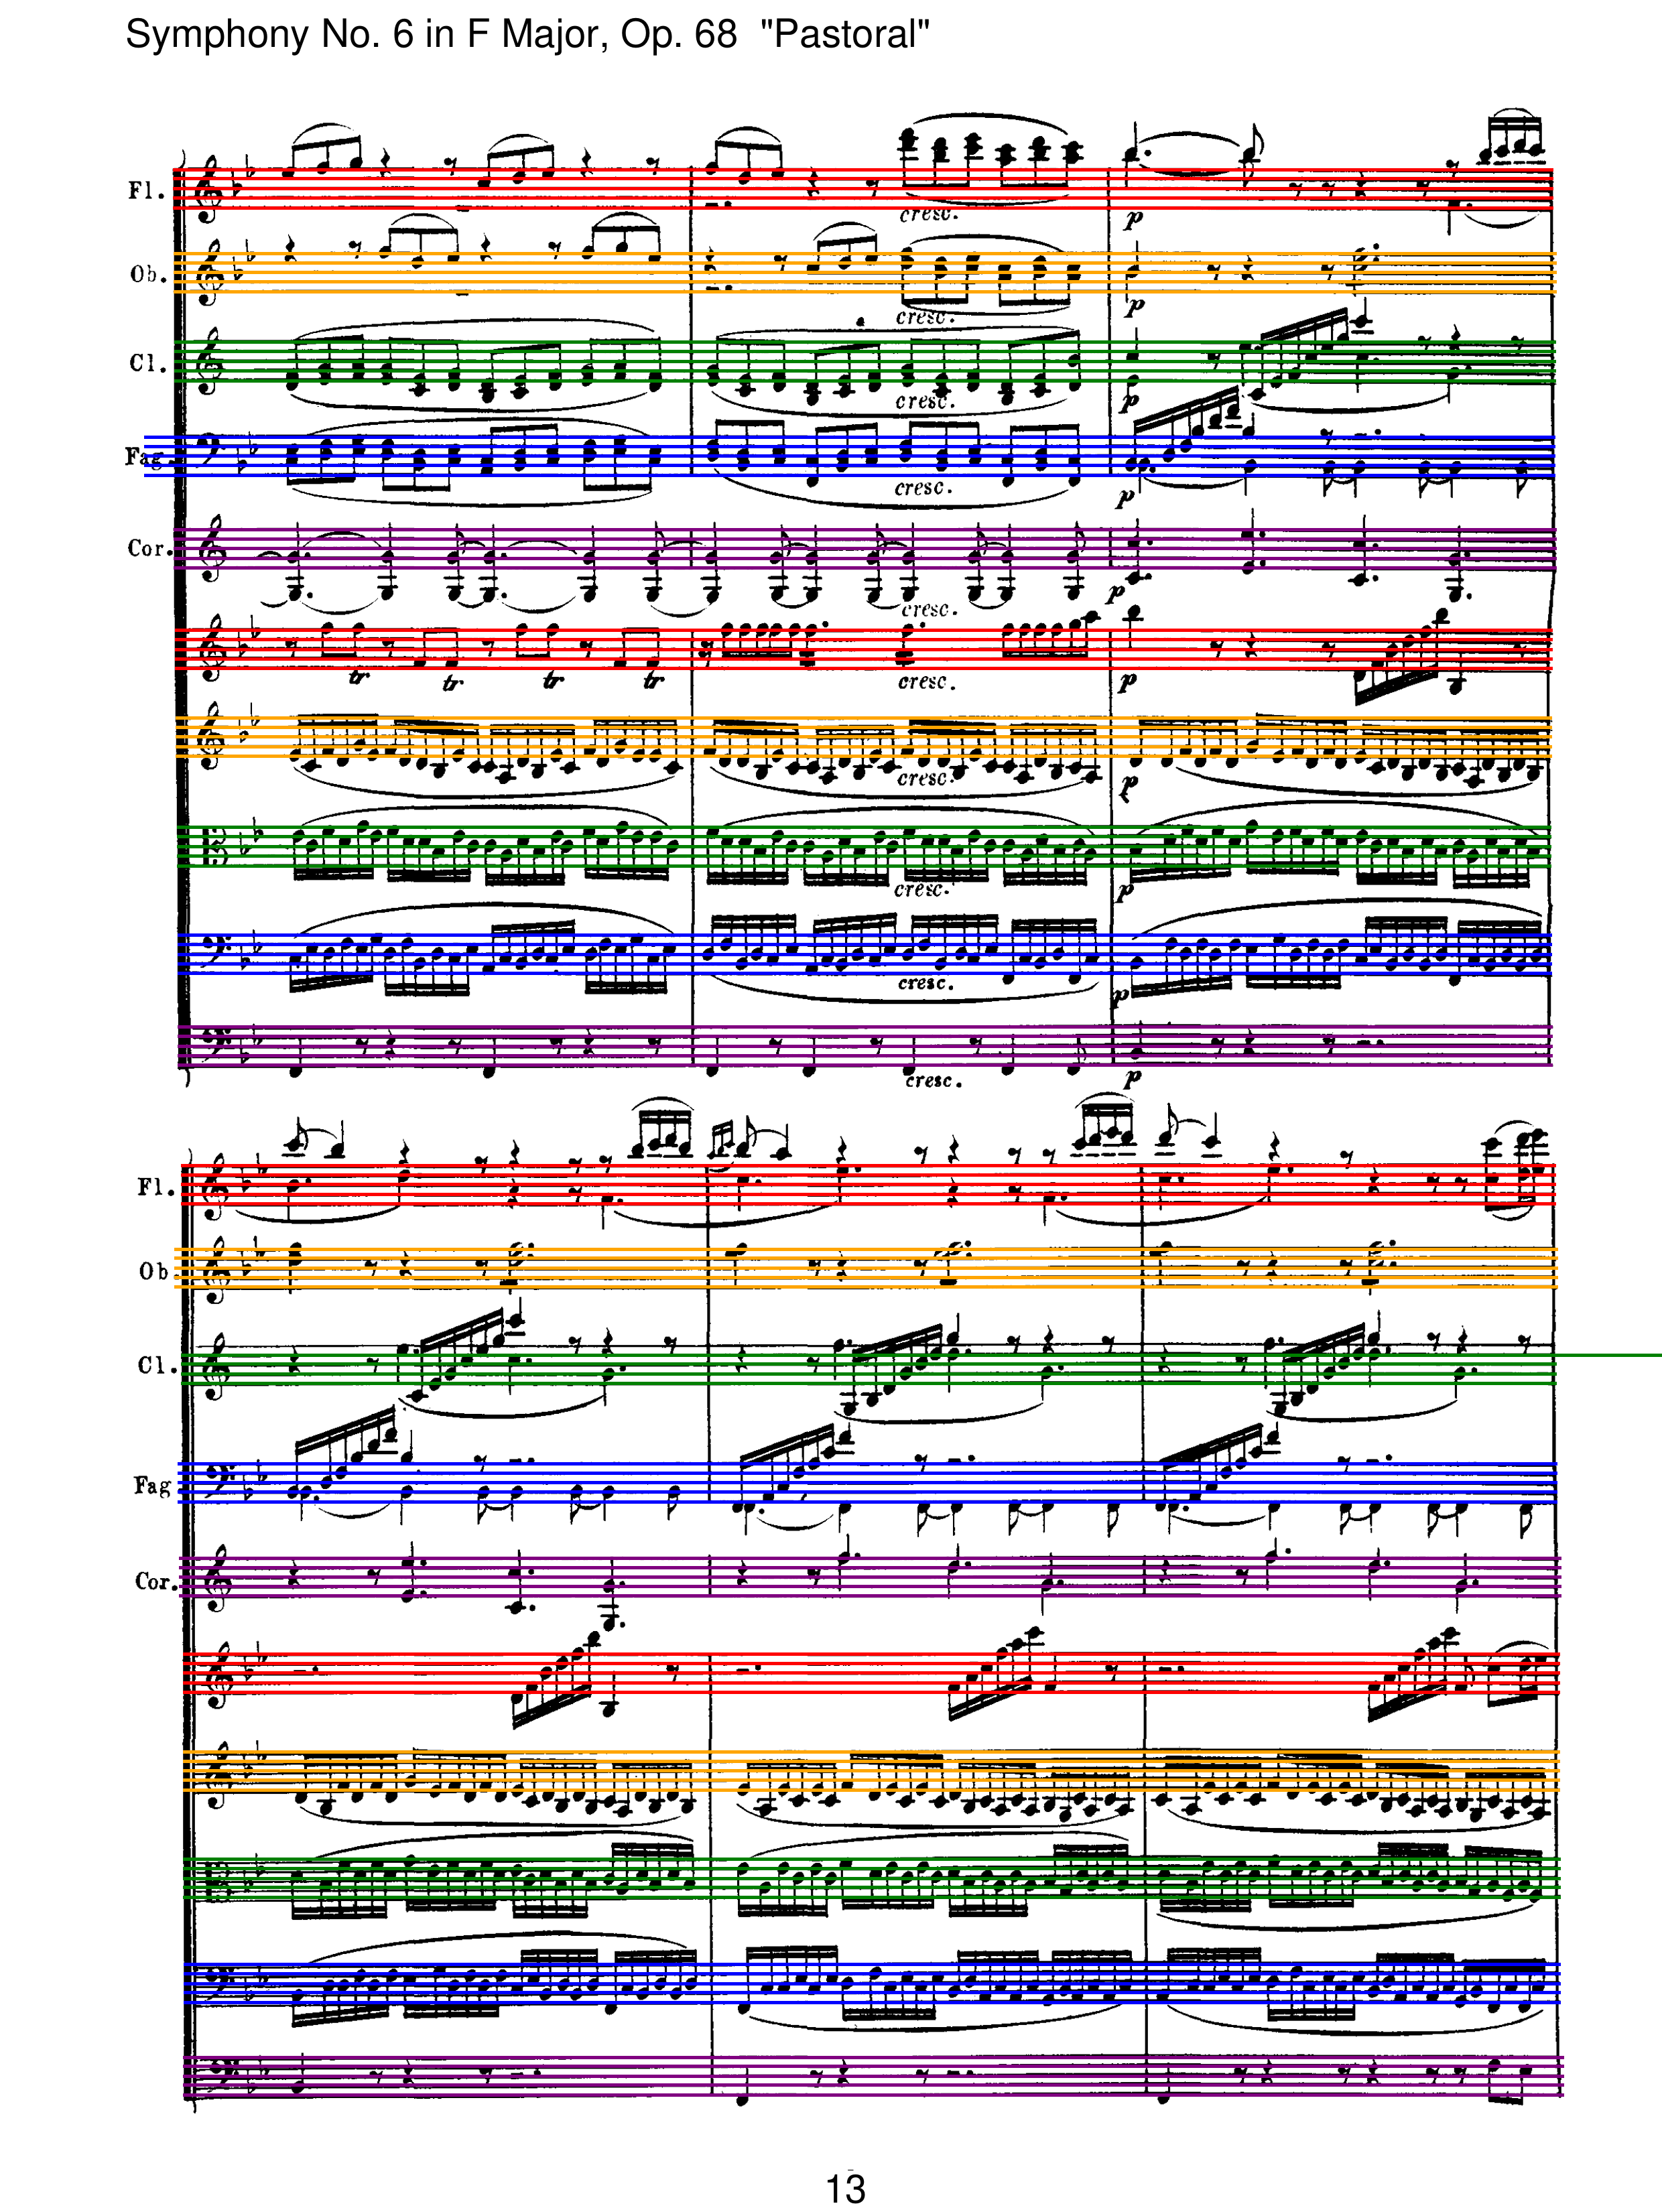 Symphony No. 6 in F Major, Op. 68 "Pastoral"
Fl.
cresc.
p
Ob.
cresc.
p
Cl.
cresc.
p
Fag.
cresc.
p
Cor.
cresc.
p
tr tr tr tr
cresc.
p
cresc.
p
cresc.
p
cresc.
p
cresc.
p
Fl.
Ob
Cl.
Fag
Cor.
13